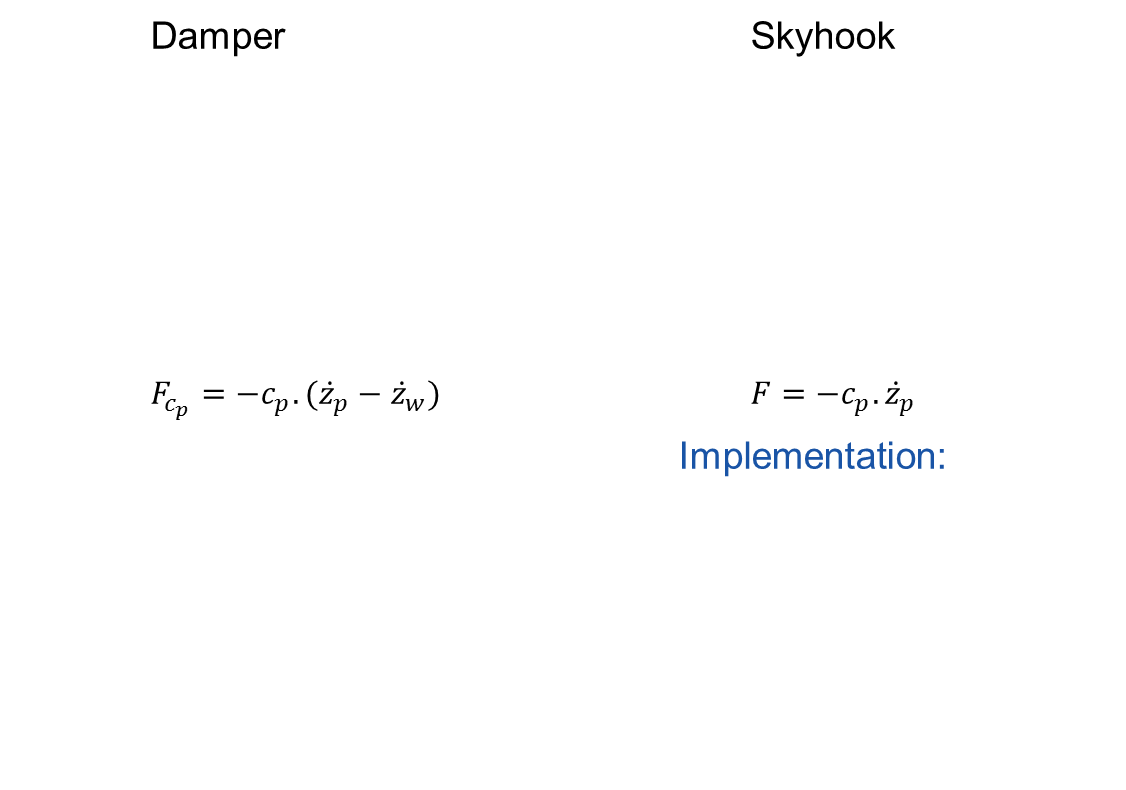 Damper
Skyhook
F_{c_p} = −c_p.(ż_p − ż_w)
F = −c_p.ż_p
Implementation: